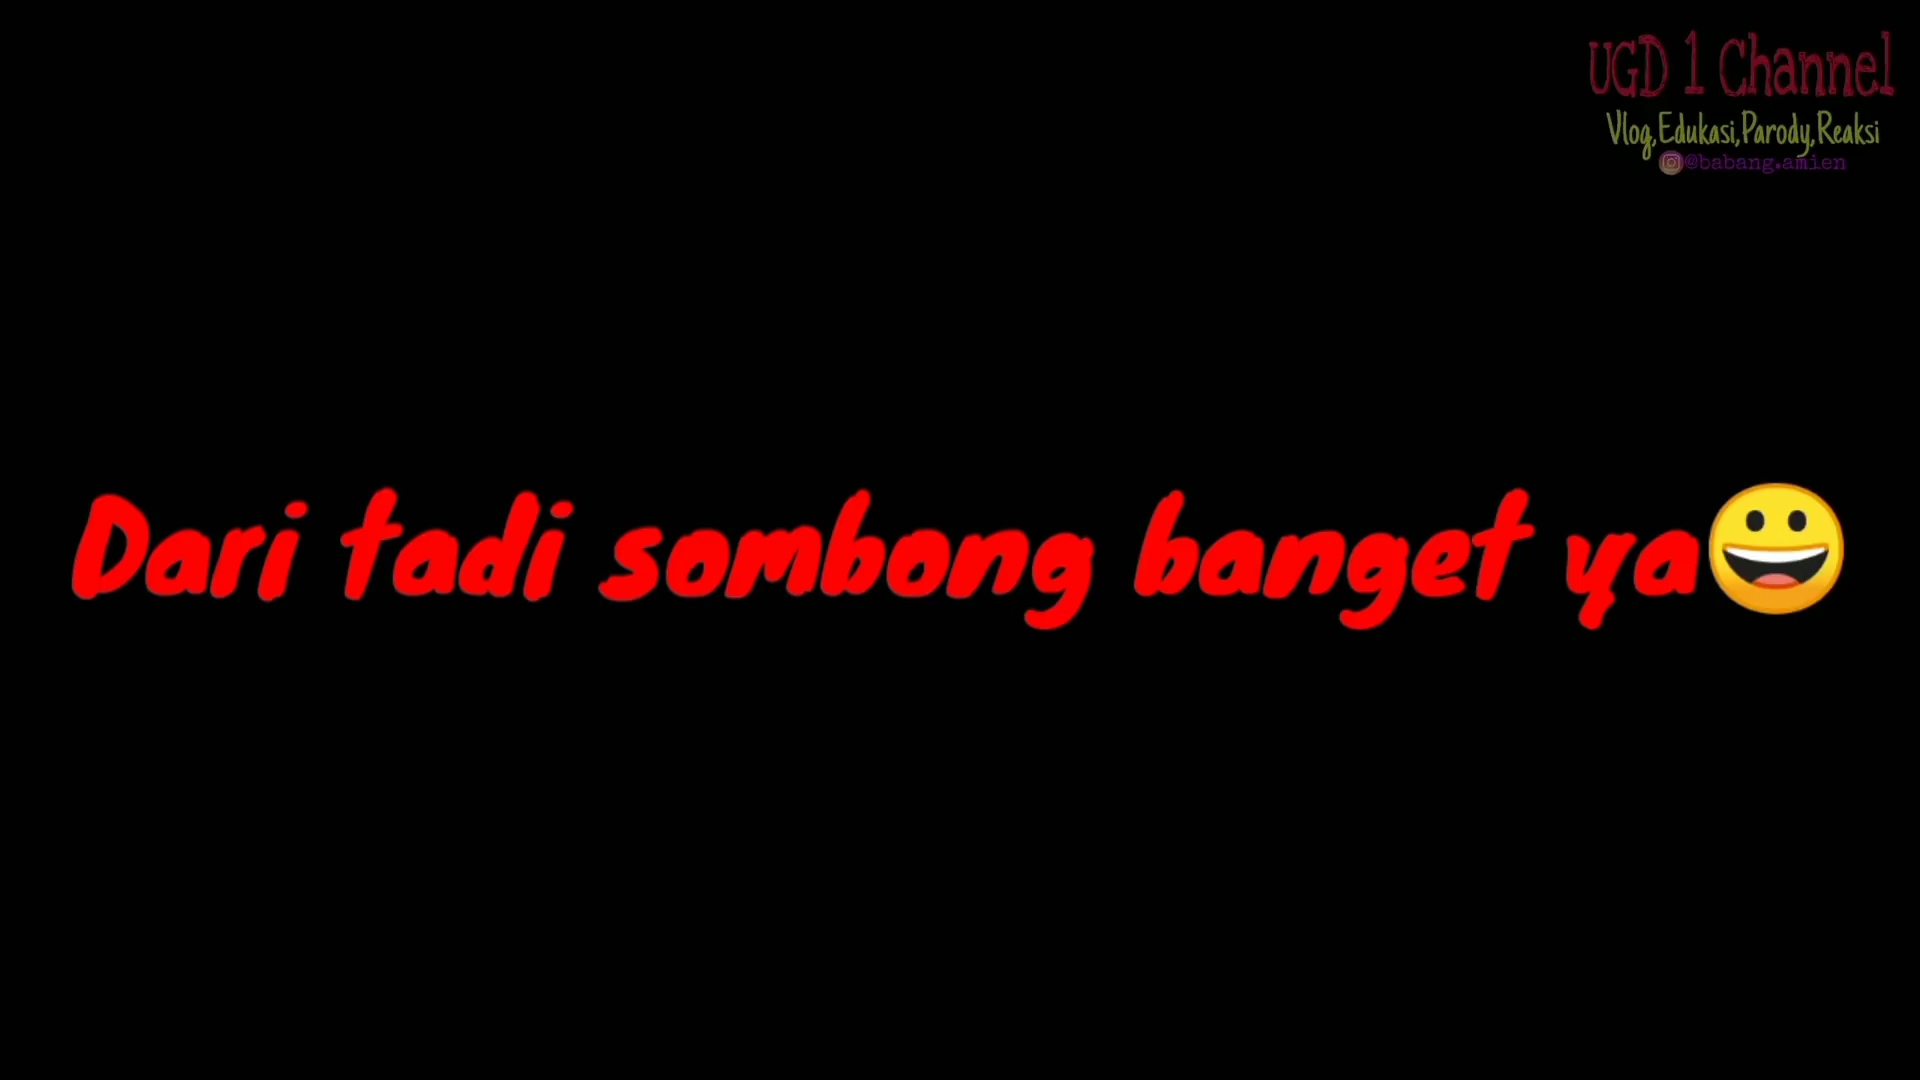 UGD 1 Channel
Vlog,Edukasi,Parody,Reaksi
@babang.amien
Dari tadi sombong banget ya😀